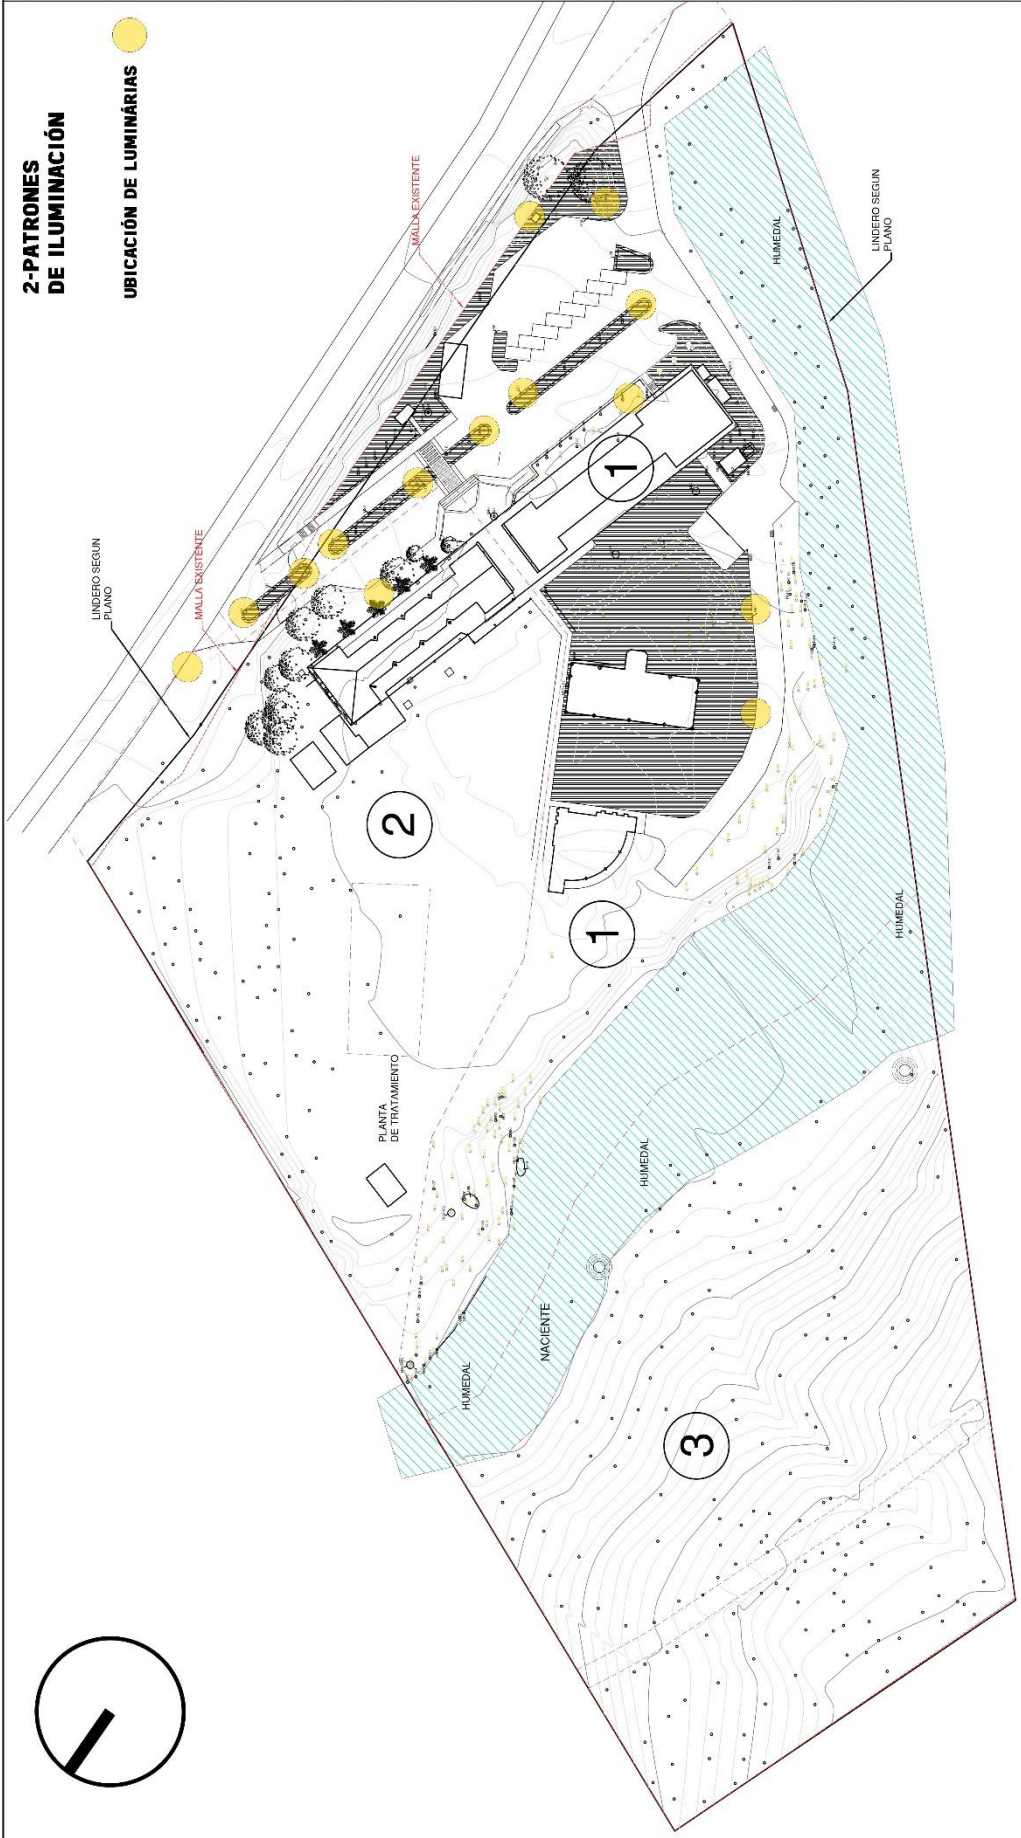 2-PATRONES
DE ILUMINACIÓN
UBICACIÓN DE LUMINÁRIAS
LINDERO SEGUN
PLANO
MALLA EXISTENTE
MALLA EXISTENTE
LINDERO SEGUN
PLANO
HUMEDAL
HUMEDAL
HUMEDAL
HUMEDAL
NACIENTE
PLANTA
DE TRATAMIENTO
1
2
1
3